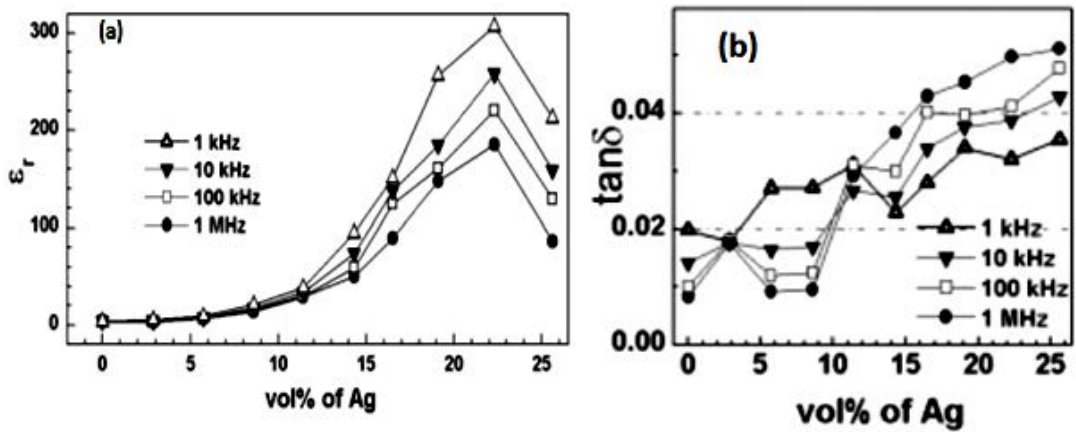 (a)
300
200
100
0
εr
1 kHz
10 kHz
100 kHz
1 MHz
0 5 10 15 20 25
vol% of Ag
(b)
0.04
0.02
0.00
tanδ
1 kHz
10 kHz
100 kHz
1 MHz
0 5 10 15 20 25
vol% of Ag